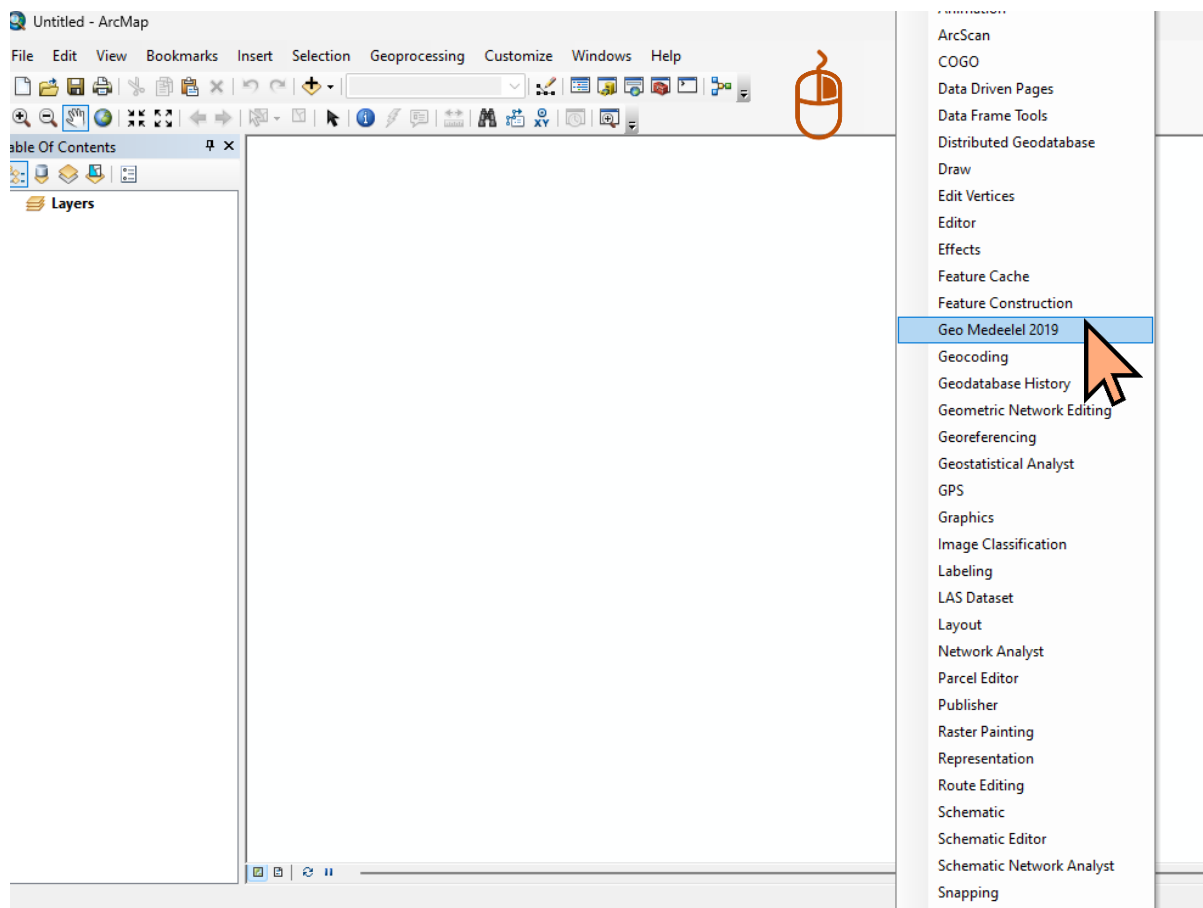 Untitled - ArcMap
File Edit View Bookmarks Insert Selection Geoprocessing Customize Windows Help
XY
able Of Contents
Layers
ArcScan
COGO
Data Driven Pages
Data Frame Tools
Distributed Geodatabase
Draw
Edit Vertices
Editor
Effects
Feature Cache
Feature Construction
Geo Medeelel 2019
Geocoding
Geodatabase History
Geometric Network Editing
Georeferencing
Geostatistical Analyst
GPS
Graphics
Image Classification
Labeling
LAS Dataset
Layout
Network Analyst
Parcel Editor
Publisher
Raster Painting
Representation
Route Editing
Schematic
Schematic Editor
Schematic Network Analyst
Snapping